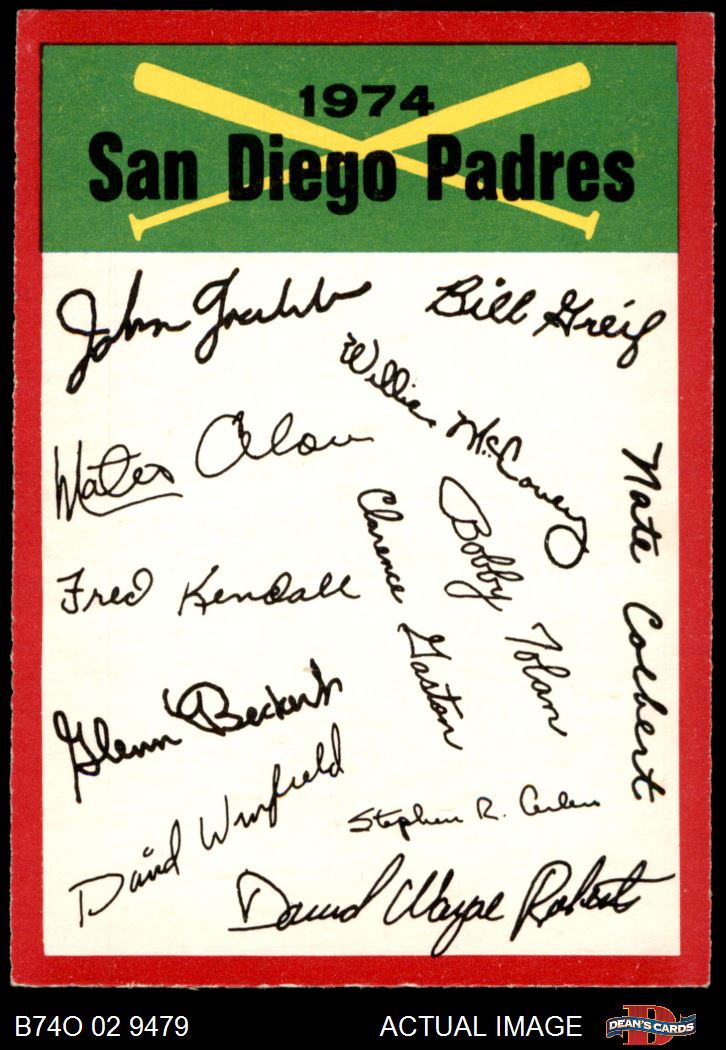 1974
San Diego Padres
John Grubb
Bill Greif
Willie McCovey
Mateo Alou
Nate Colbert
Clarence Gaston
Bobby Tolan
Fred Kendall
Glenn Beckert
David Winfield
Stephen R. Arlin
David Wayne Roberts
B74O 02 9479
ACTUAL IMAGE
DEAN'S CARDS